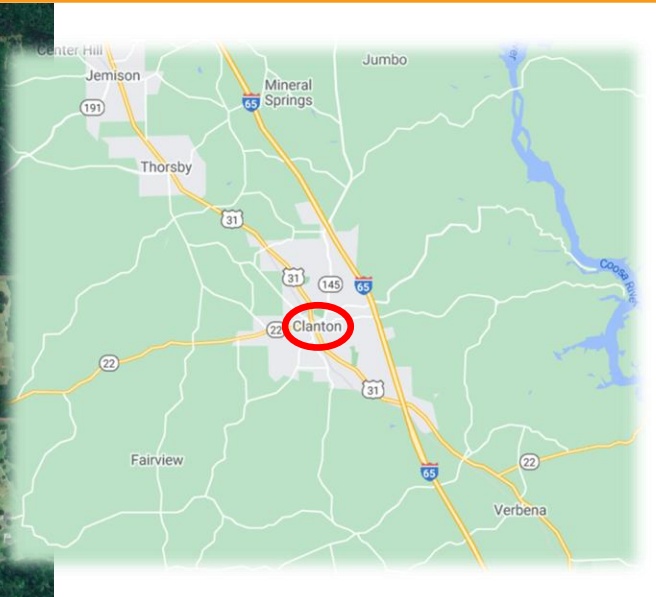 Center Hill
Jumbo
Jemison
Mineral
Springs
65
191
Thorsby
31
Coosa River
31
145
65
22
Clanton
22
31
Fairview
65
22
Verbena